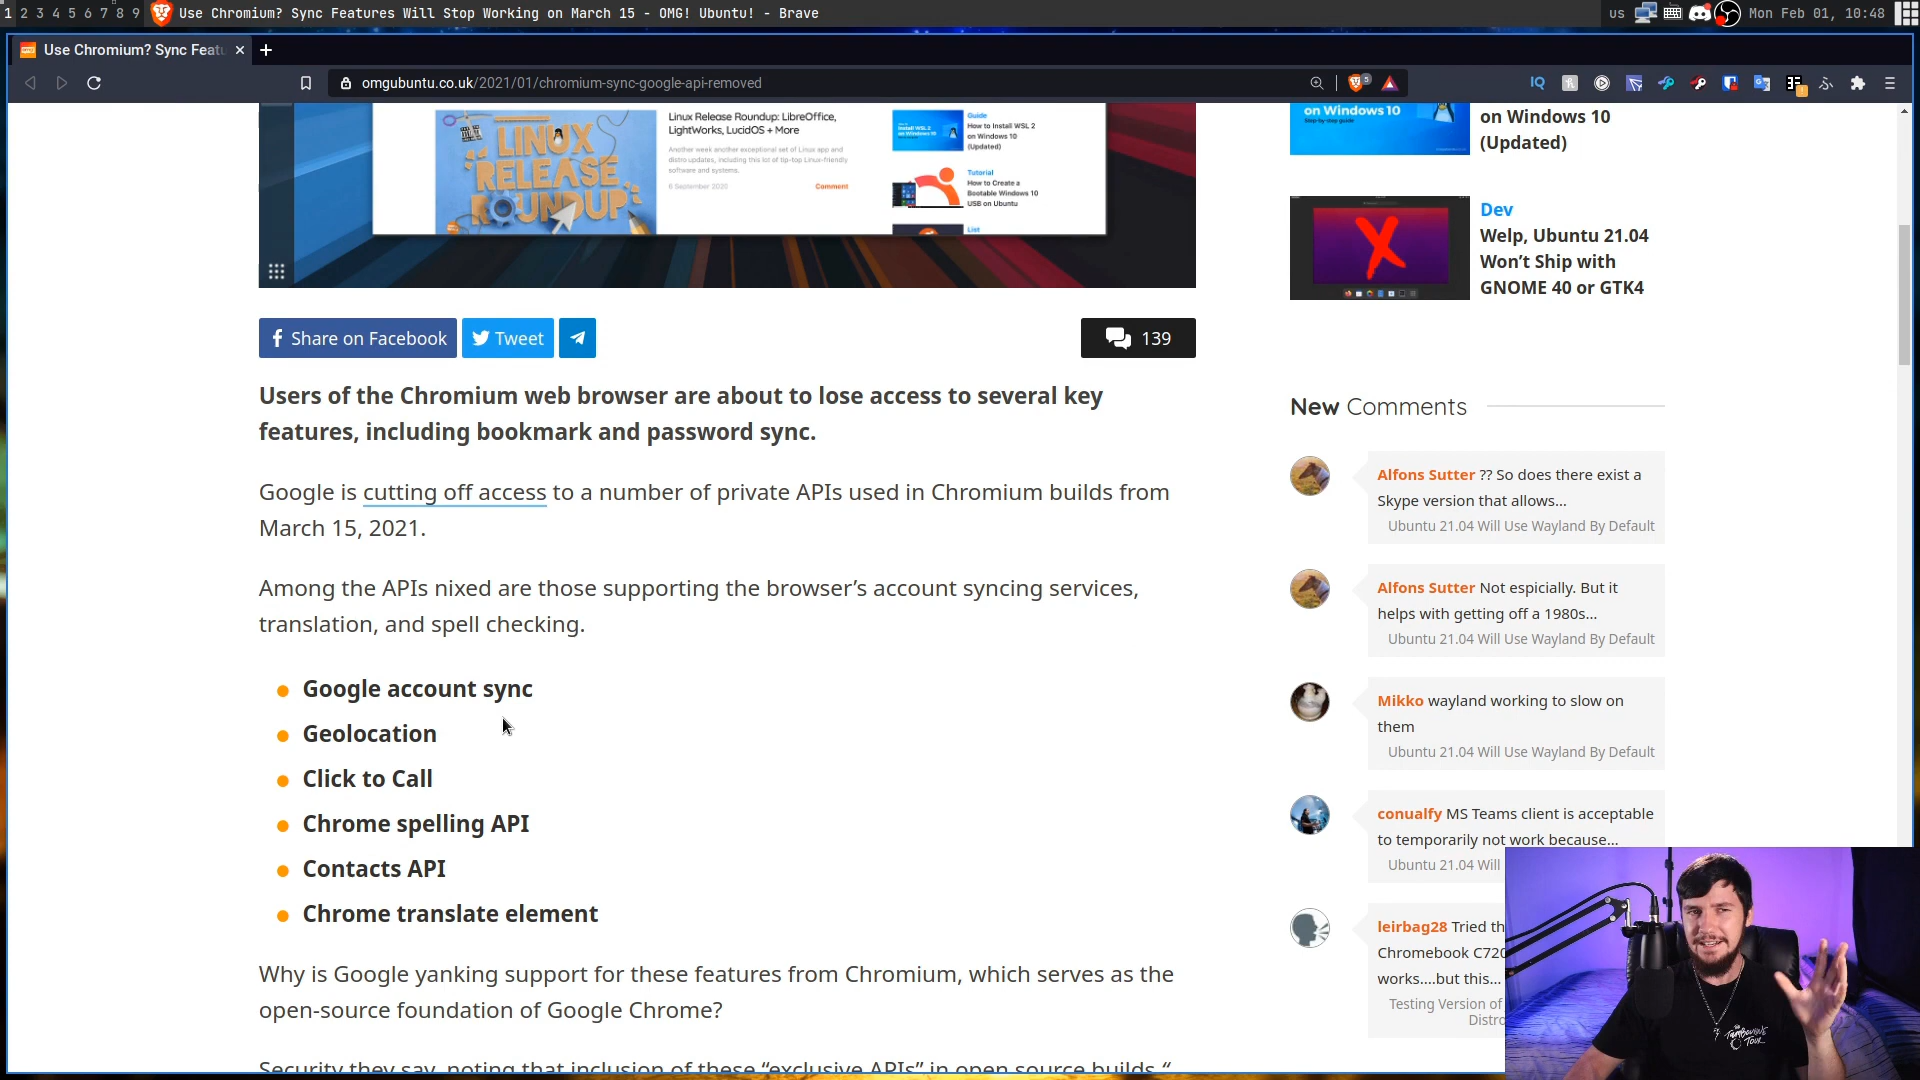 1 2 3 4 5 6 7 8 9 Use Chromium? Sync Features Will Stop Working on March 15 - OMG! Ubuntu! - Brave
us Mon Feb 01, 10:48
Use Chromium? Sync Featu
omgubuntu.co.uk/2021/01/chromium-sync-google-api-removed
5
IQ
LINUX
RELEASE
ROUNDUP
Linux Release Roundup: LibreOffice,
LightWorks, LucidOS + More
Another week another exceptional set of Linux app and
distro updates, including this lot of tip-top Linux-friendly
software and systems.
6 September 2020
Comment
Guide
How to Install WSL 2
on Windows 10
(Updated)
Tutorial
How to Create a
Bootable Windows 10
USB on Ubuntu
List
on Windows 10
on Windows 10
(Updated)
Dev
Welp, Ubuntu 21.04
Won’t Ship with
GNOME 40 or GTK4
Share on Facebook
Tweet
139
Users of the Chromium web browser are about to lose access to several key
features, including bookmark and password sync.
Google is cutting off access to a number of private APIs used in Chromium builds from
March 15, 2021.
Among the APIs nixed are those supporting the browser’s account syncing services,
translation, and spell checking.
Google account sync
Geolocation
Click to Call
Chrome spelling API
Contacts API
Chrome translate element
Why is Google yanking support for these features from Chromium, which serves as the
open-source foundation of Google Chrome?
Security they say, noting that inclusion of these “exclusive APIs” in open source builds “
New Comments
Alfons Sutter ?? So does there exist a
Skype version that allows...
Ubuntu 21.04 Will Use Wayland By Default
Alfons Sutter Not espicially. But it
helps with getting off a 1980s...
Ubuntu 21.04 Will Use Wayland By Default
Mikko wayland working to slow on
them
Ubuntu 21.04 Will Use Wayland By Default
conualfy MS Teams client is acceptable
to temporarily not work because...
Ubuntu 21.04 Will
leirbag28 Tried th
Chromebook C720
works....but this...
Testing Version of
Distro